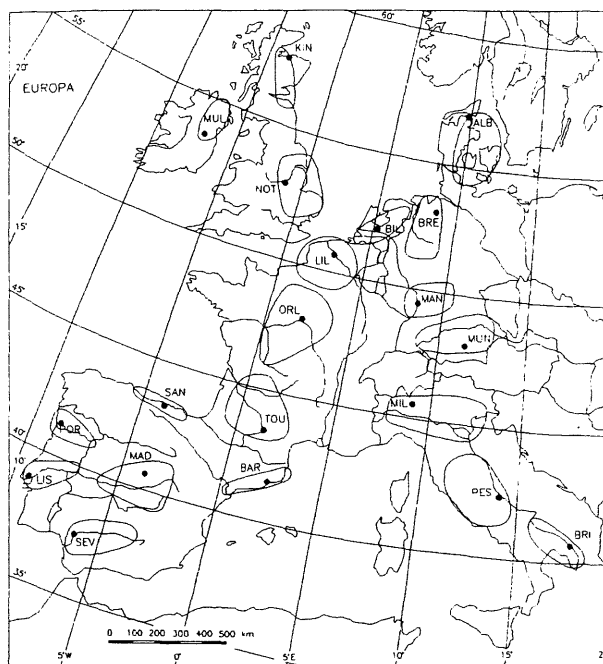 55°
50°
KIN
20°
EUROPA
MUL
ALB
50°
NOT
BRE
BIL
15°
LIL
MAN
ORL
45°
MUN
SAN
MIL
POR
TOU
40°
MAD
BAR
10°
LIS
PES
SEV
BRI
35°
0 100 200 300 400 500 km
5°W
0°
5°E
10
15
2